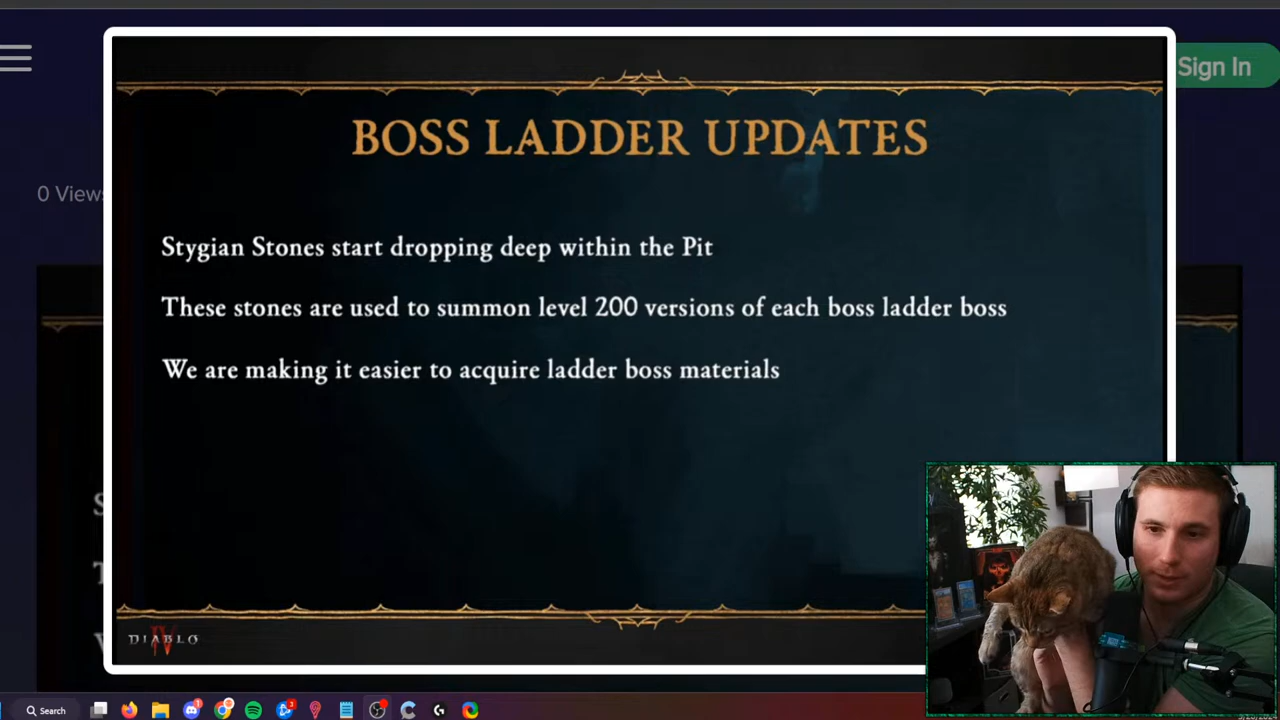 Sign In
BOSS LADDER UPDATES
0 Views
Stygian Stones start dropping deep within the Pit
These stones are used to summon level 200 versions of each boss ladder boss
We are making it easier to acquire ladder boss materials
DIABLO
IV
Search